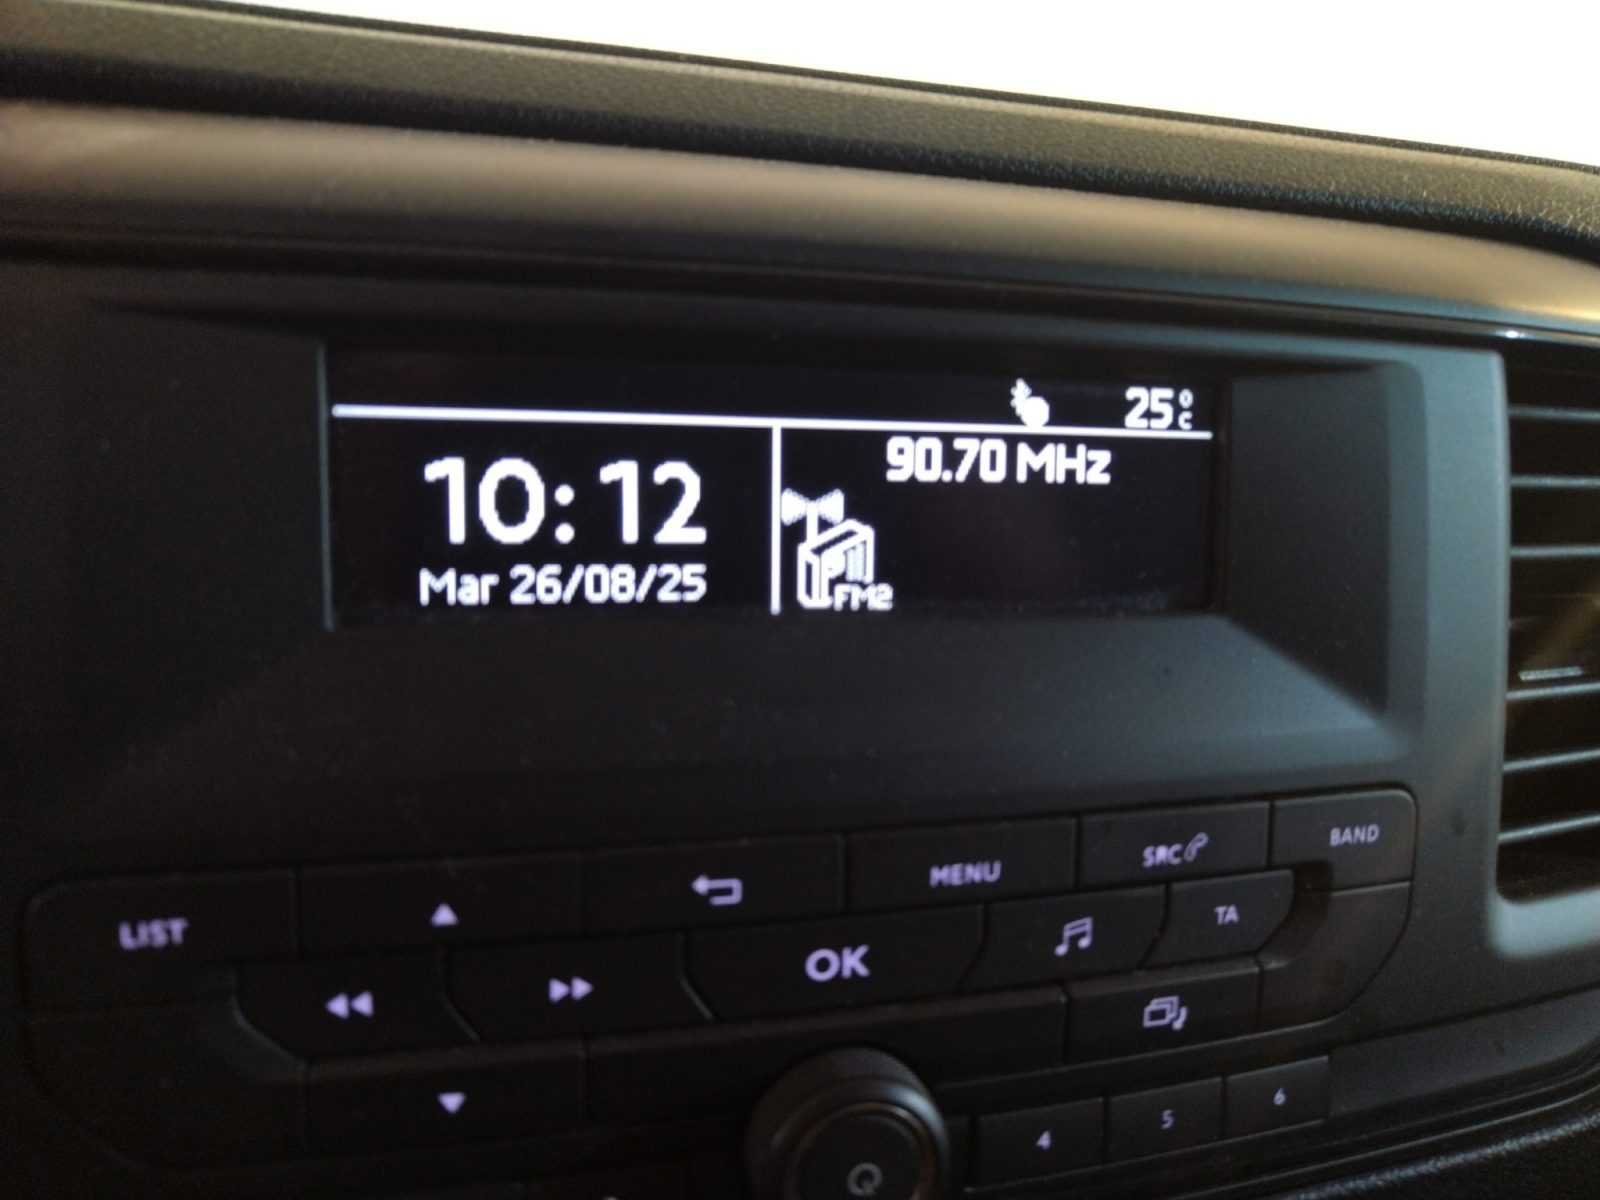 25°C
90.70 MHz
10:12
Mar 26/08/25
FM2
LIST
MENU
SRC
BAND
OK
TA
4
5
6